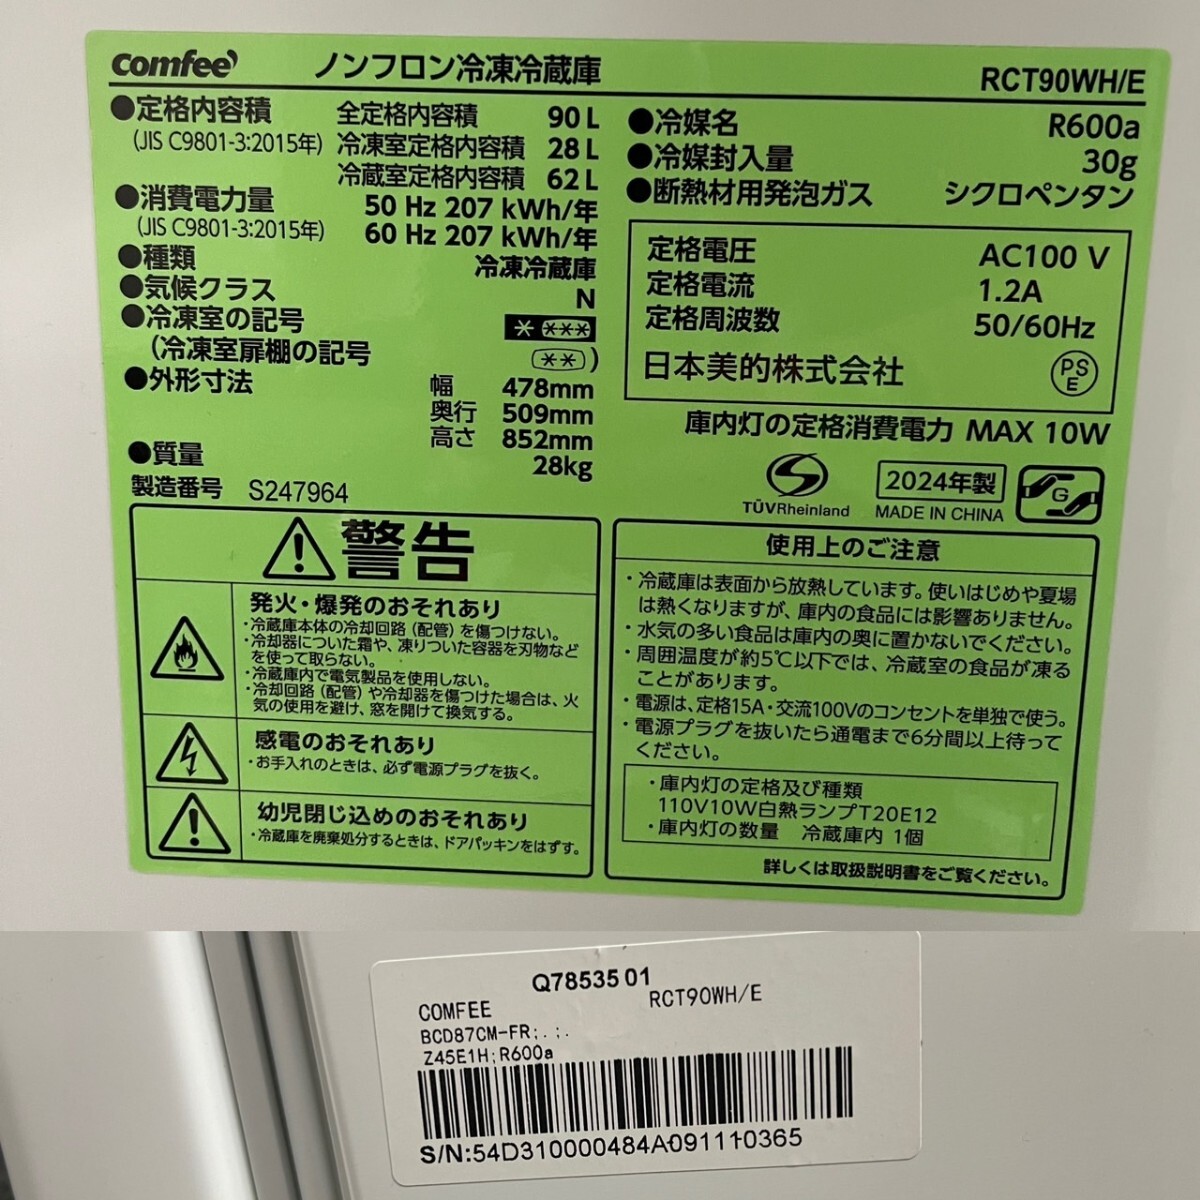 comfee' ノンフロン冷凍冷蔵庫 RCT90WH/E
●定格内容積 全定格内容積 90 L
(JIS C9801-3:2015年) 冷凍室定格内容積 28 L
冷蔵室定格内容積 62 L
●消費電力量 50 Hz 207 kWh/年
(JIS C9801-3:2015年) 60 Hz 207 kWh/年
●種類 冷凍冷蔵庫
●気候クラス N
●冷凍室の記号 * ***
(冷凍室扉棚の記号 **)
●外形寸法 幅 478mm
奥行 509mm
高さ 852mm
●質量 28kg
製造番号 S247964
●冷媒名 R600a
●冷媒封入量 30g
●断熱材用発泡ガス シクロペンタン
定格電圧 AC100 V
定格電流 1.2A
定格周波数 50/60Hz
日本美的株式会社 PS E
庫内灯の定格消費電力 MAX 10W
TÜVRheinland
2024年製
MADE IN CHINA
G
警告
発火・爆発のおそれあり
・冷蔵庫本体の冷却回路（配管）を傷つけない。
・冷却器についた霜や、凍りついた容器を刃物など
を使って取らない。
・冷蔵庫内で電気製品を使用しない。
・冷却回路（配管）や冷却器を傷つけた場合は、火
気の使用を避け、窓を開けて換気する。
感電のおそれあり
・お手入れのときは、必ず電源プラグを抜く。
幼児閉じ込めのおそれあり
・冷蔵庫を廃棄処分するときは、ドアパッキンをはずす。
使用上のご注意
・冷蔵庫は表面から放熱しています。使いはじめや夏場
は熱くなりますが、庫内の食品には影響ありません。
・水気の多い食品は庫内の奥に置かないでください。
・周囲温度が約5℃以下では、冷蔵室の食品が凍る
ことがあります。
・電源は、定格15A・交流100Vのコンセントを単独で使う。
・電源プラグを抜いたら通電まで6分間以上待って
ください。
・庫内灯の定格及び種類
110V10W白熱ランプT20E12
・庫内灯の数量 冷蔵庫内 1個
詳しくは取扱説明書をご覧ください。
Q78535 01
COMFEE RCT90WH/E
BCD87CM-FR;.;.
Z45E1H;R600a
S/N:54D310000484A09111-0365